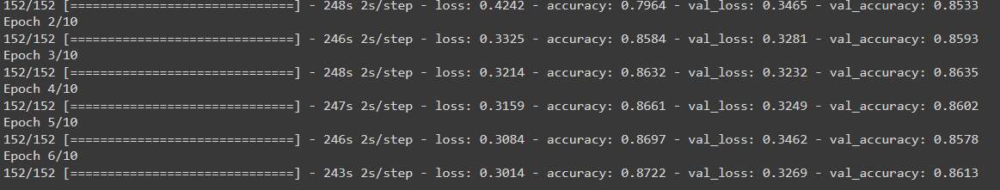 152/152 [==============================] - 248s 2s/step - loss: 0.4242 - accuracy: 0.7964 - val_loss: 0.3465 - val_accuracy: 0.8533
Epoch 2/10
152/152 [==============================] - 246s 2s/step - loss: 0.3325 - accuracy: 0.8584 - val_loss: 0.3281 - val_accuracy: 0.8593
Epoch 3/10
152/152 [==============================] - 248s 2s/step - loss: 0.3214 - accuracy: 0.8632 - val_loss: 0.3232 - val_accuracy: 0.8635
Epoch 4/10
152/152 [==============================] - 247s 2s/step - loss: 0.3159 - accuracy: 0.8661 - val_loss: 0.3249 - val_accuracy: 0.8602
Epoch 5/10
152/152 [==============================] - 246s 2s/step - loss: 0.3084 - accuracy: 0.8697 - val_loss: 0.3462 - val_accuracy: 0.8578
Epoch 6/10
152/152 [==============================] - 243s 2s/step - loss: 0.3014 - accuracy: 0.8722 - val_loss: 0.3269 - val_accuracy: 0.8613